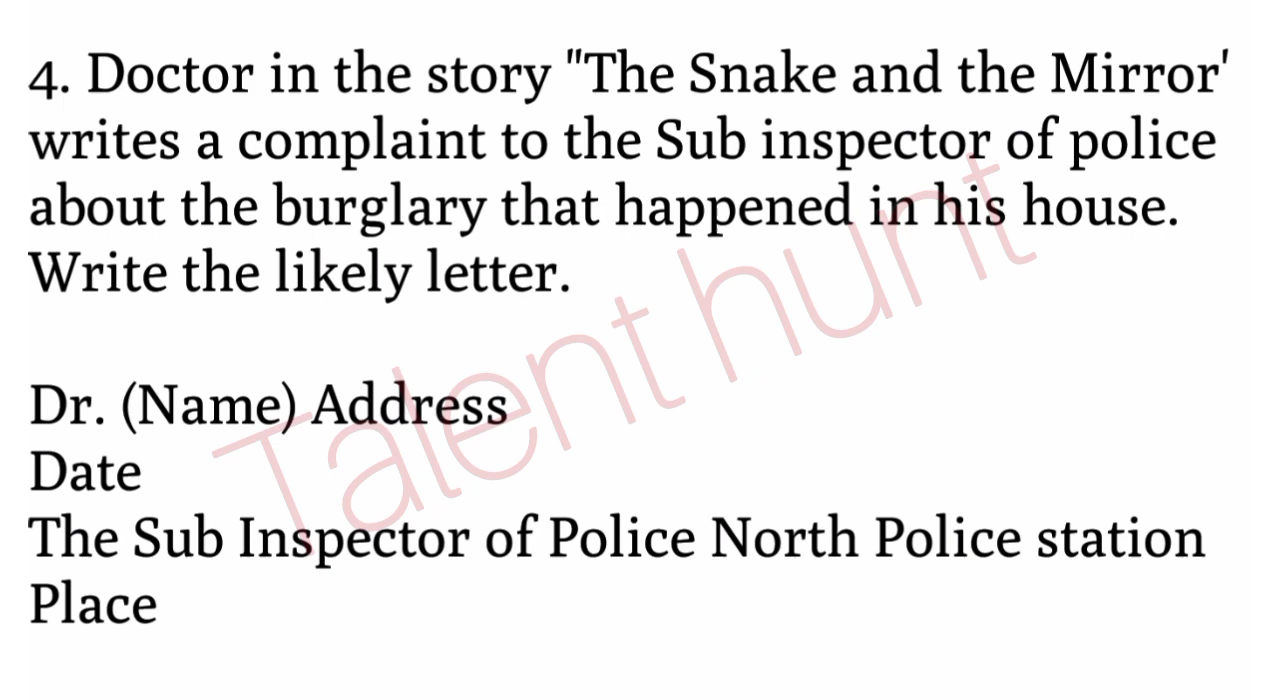 4. Doctor in the story "The Snake and the Mirror'
writes a complaint to the Sub inspector of police
about the burglary that happened in his house.
Write the likely letter.
Dr. (Name) Address
Date
The Sub Inspector of Police North Police station
Place
Talent hunt